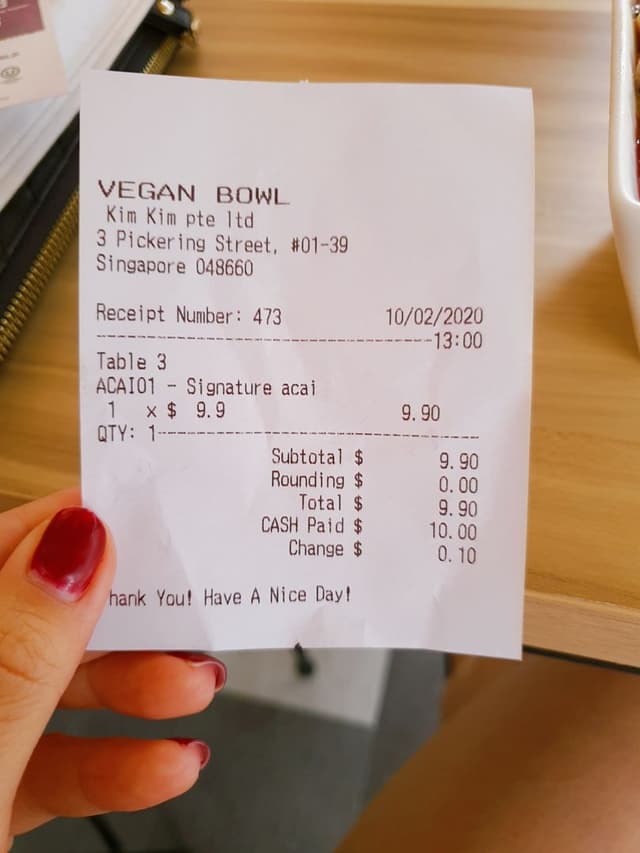 VEGAN BOWL
Kim Kim pte ltd
3 Pickering Street, #01-39
Singapore 048660
Receipt Number: 473 10/02/2020
13:00
Table 3
ACAI01 - Signature acai
1 x $ 9.9 9.90
QTY: 1
Subtotal $ 9.90
Rounding $ 0.00
Total $ 9.90
CASH Paid $ 10.00
Change $ 0.10
hank You! Have A Nice Day!